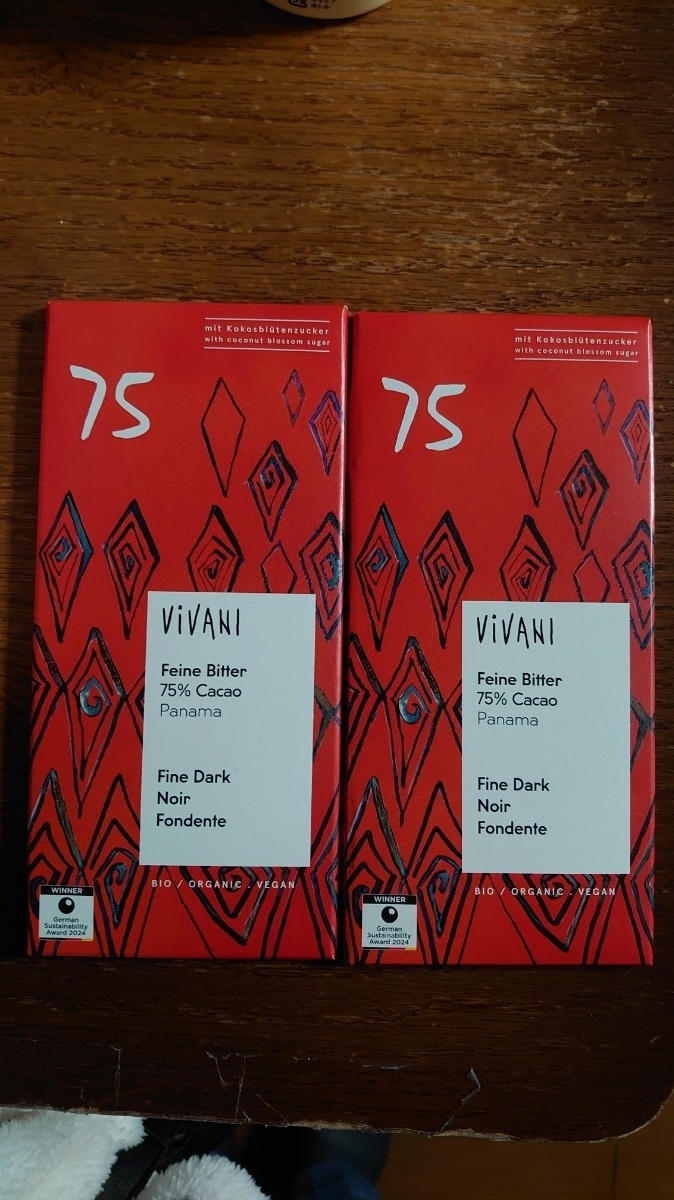 mit Kokosblütenzucker
with coconut blossom sugar
75
ViVANI
Feine Bitter
75% Cacao
Panama
Fine Dark
Noir
Fondente
BIO / ORGANIC . VEGAN
WINNER
German
Sustainability
Award 2024
mit Kokosblütenzucker
with coconut blossom sugar
75
ViVANI
Feine Bitter
75% Cacao
Panama
Fine Dark
Noir
Fondente
BIO / ORGANIC . VEGAN
WINNER
German
Sustainability
Award 2024